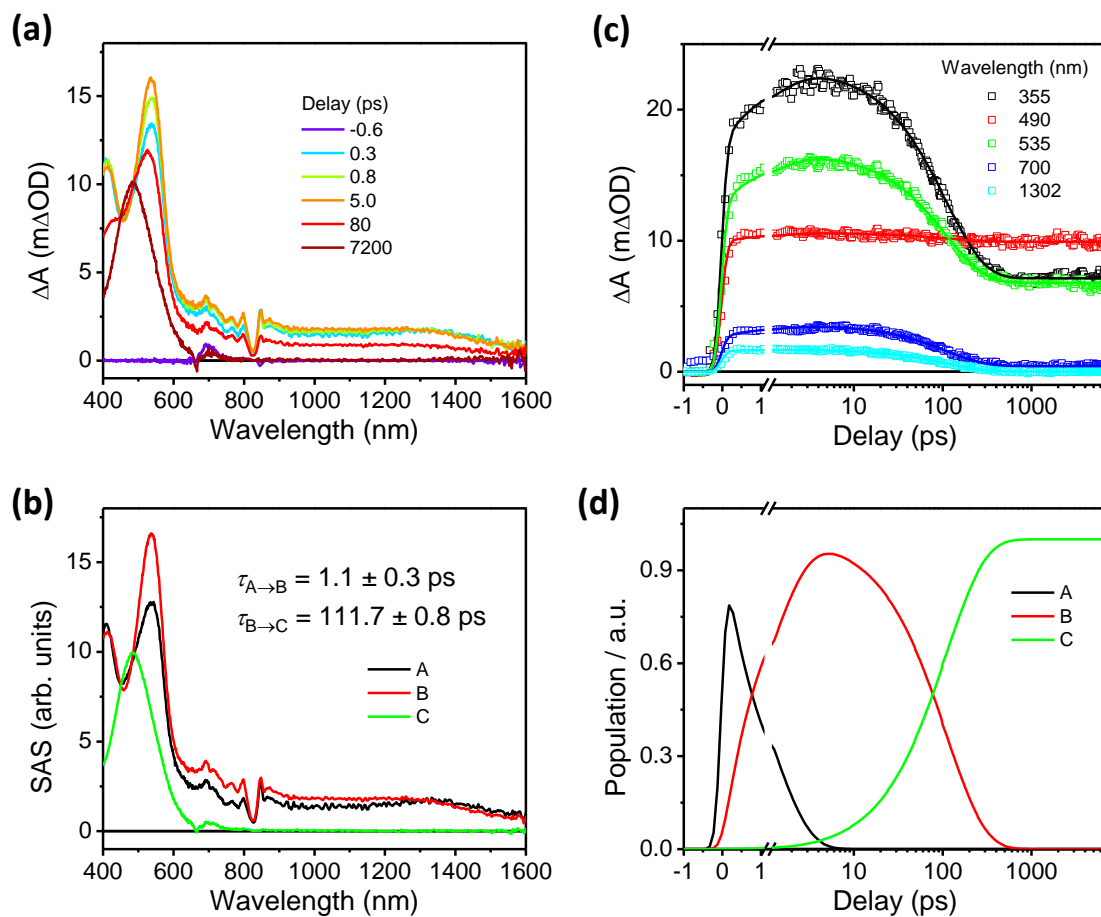 (a)
ΔA (mΔOD)
15
10
5
0
Delay (ps)
-0.6
0.3
0.8
5.0
80
7200
400 600 800 1000 1200 1400 1600
Wavelength (nm)
(c)
ΔA (mΔOD)
20
10
0
Wavelength (nm)
355
490
535
700
1302
-1 0 1 10 100 1000
Delay (ps)
(b)
SAS (arb. units)
15
10
5
0
τA→B = 1.1 ± 0.3 ps
τB→C = 111.7 ± 0.8 ps
A
B
C
400 600 800 1000 1200 1400 1600
Wavelength (nm)
(d)
Population / a.u.
0.9
0.6
0.3
0.0
A
B
C
-1 0 1 10 100 1000
Delay (ps)